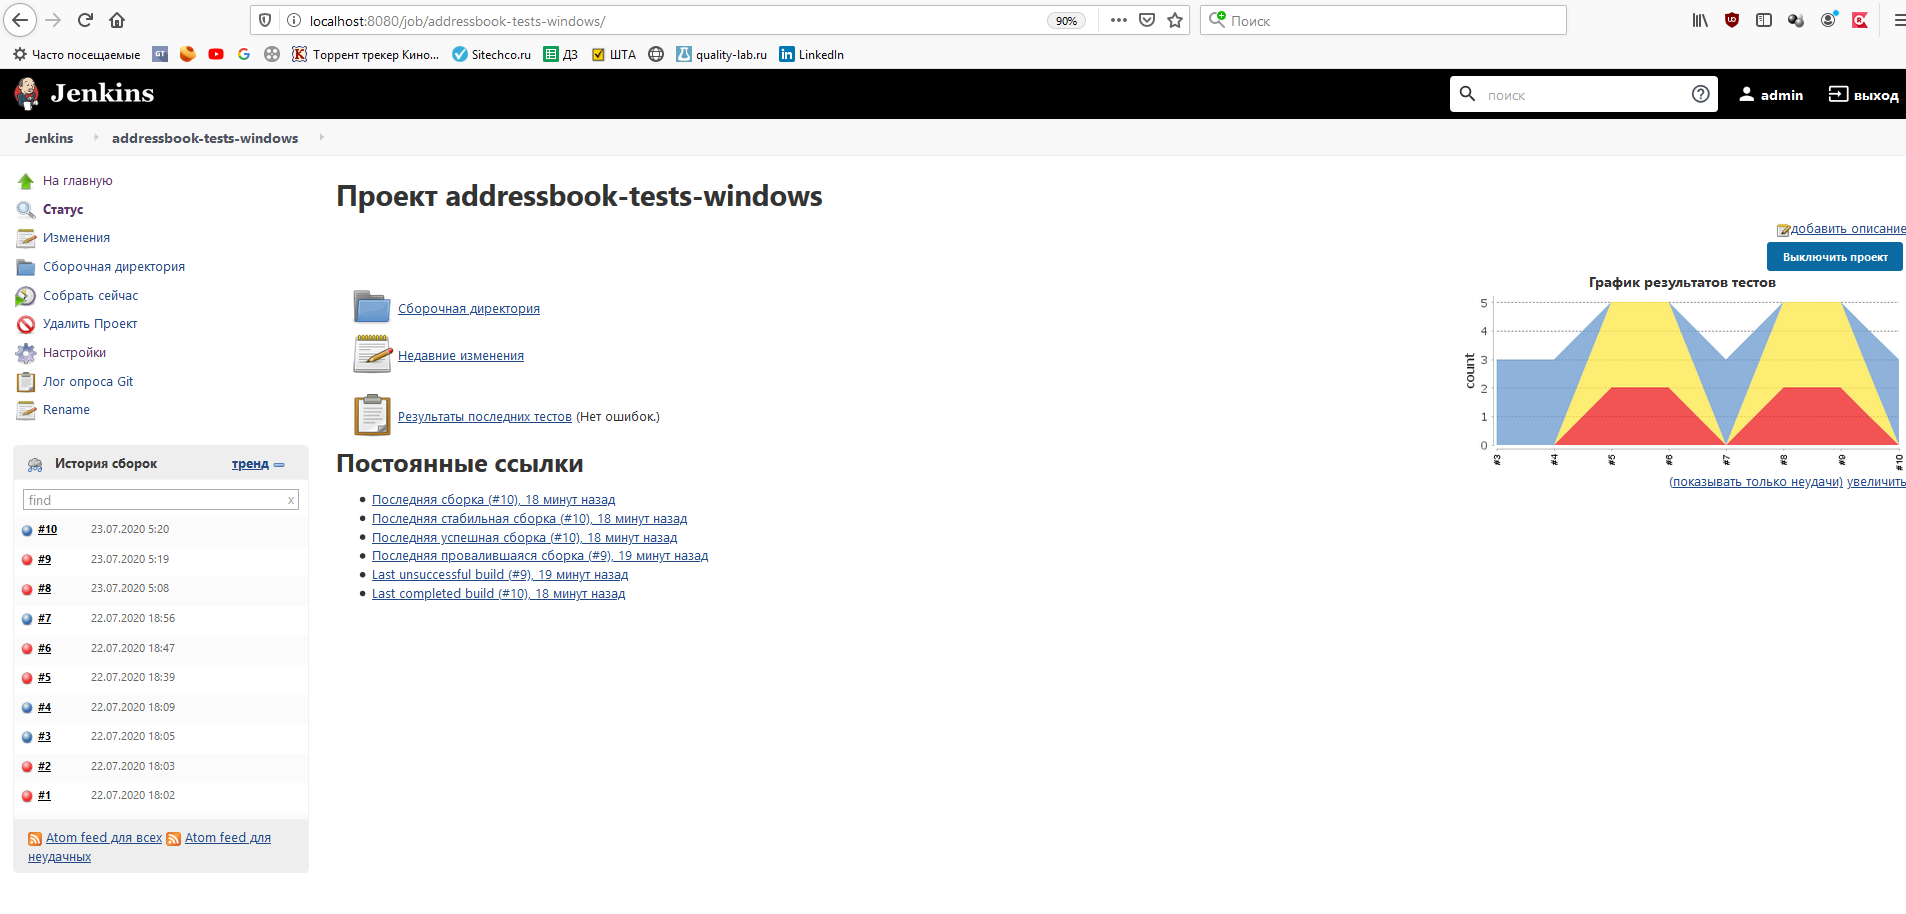 localhost:8080/job/addressbook-tests-windows/
90%
Поиск
Часто посещаемые
GT
Торрент трекер Кино...
Sitechco.ru
ДЗ
ШТА
quality-lab.ru
LinkedIn
Jenkins
поиск
admin
выход
Jenkins
addressbook-tests-windows
На главную
Статус
Изменения
Сборочная директория
Собрать сейчас
Удалить Проект
Настройки
Лог опроса Git
Rename
История сборок
тренд
find
x
#10 23.07.2020 5:20
#9 23.07.2020 5:19
#8 23.07.2020 5:08
#7 22.07.2020 18:56
#6 22.07.2020 18:47
#5 22.07.2020 18:39
#4 22.07.2020 18:09
#3 22.07.2020 18:05
#2 22.07.2020 18:03
#1 22.07.2020 18:02
Atom feed для всех
Atom feed для
неудачных
Проект addressbook-tests-windows
добавить описание
Выключить проект
Сборочная директория
Недавние изменения
Результаты последних тестов (Нет ошибок.)
Постоянные ссылки
Последняя сборка (#10), 18 минут назад
Последняя стабильная сборка (#10), 18 минут назад
Последняя успешная сборка (#10), 18 минут назад
Последняя провалившаяся сборка (#9), 19 минут назад
Last unsuccessful build (#9), 19 минут назад
Last completed build (#10), 18 минут назад
График результатов тестов
count
5
4
3
2
1
0
#3
#4
#5
#6
#7
#8
#9
#10
(показывать только неудачи) увеличить